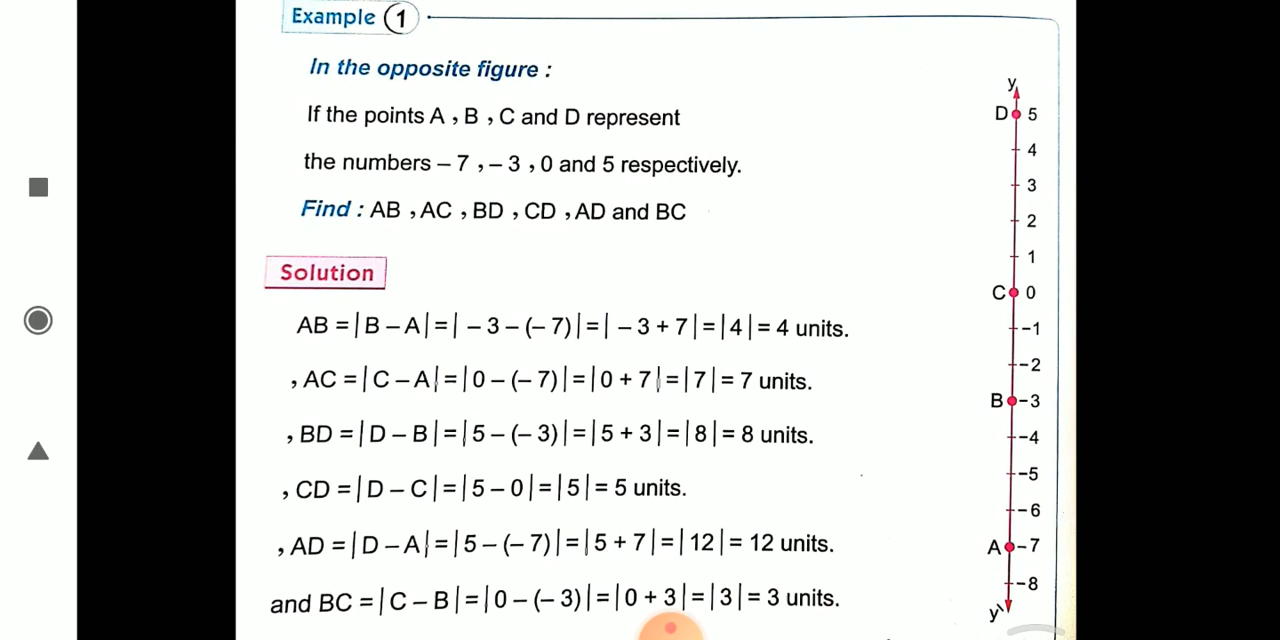 Example 1
In the opposite figure :
If the points A , B , C and D represent
the numbers – 7 , – 3 , 0 and 5 respectively.
Find : AB , AC , BD , CD , AD and BC
Solution
AB = | B – A | = | – 3 – (– 7) | = | – 3 + 7 | = | 4 | = 4 units.
, AC = | C – A | = | 0 – (– 7) | = | 0 + 7 | = | 7 | = 7 units.
, BD = | D – B | = | 5 – (– 3) | = | 5 + 3 | = | 8 | = 8 units.
, CD = | D – C | = | 5 – 0 | = | 5 | = 5 units.
, AD = | D – A | = | 5 – (– 7) | = | 5 + 7 | = | 12 | = 12 units.
and BC = | C – B | = | 0 – (– 3) | = | 0 + 3 | = | 3 | = 3 units.
y
D 5
4
3
2
1
C 0
–1
–2
B –3
–4
–5
–6
A –7
–8
y\